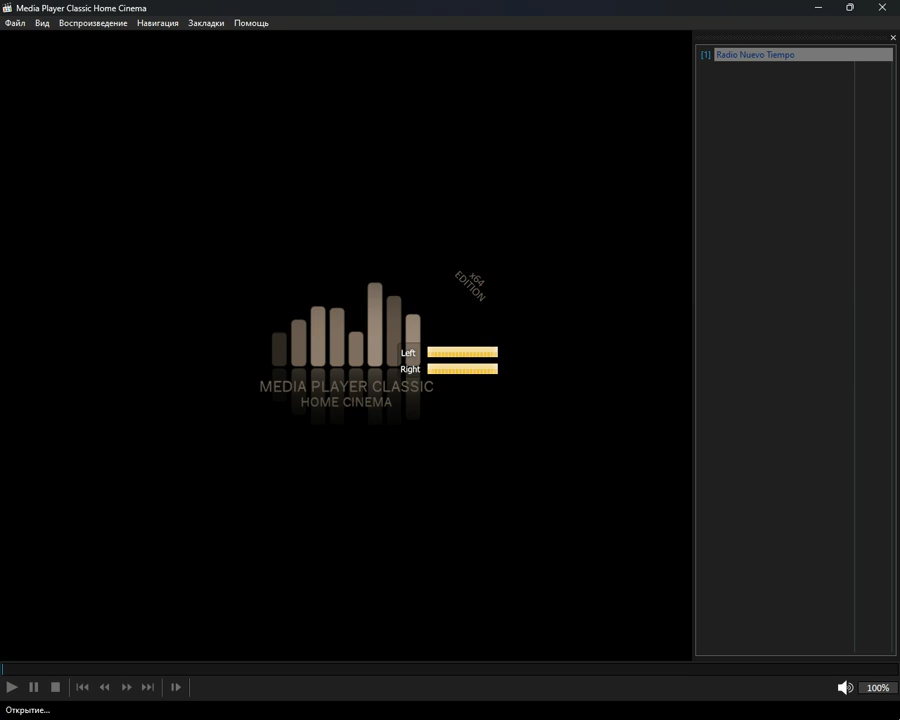 Media Player Classic Home Cinema
Файл Вид Воспроизведение Навигация Закладки Помощь
[1] Radio Nuevo Tiempo
x64
EDITION
Left
Right
MEDIA PLAYER CLASSIC
HOME CINEMA
100%
Открытие...